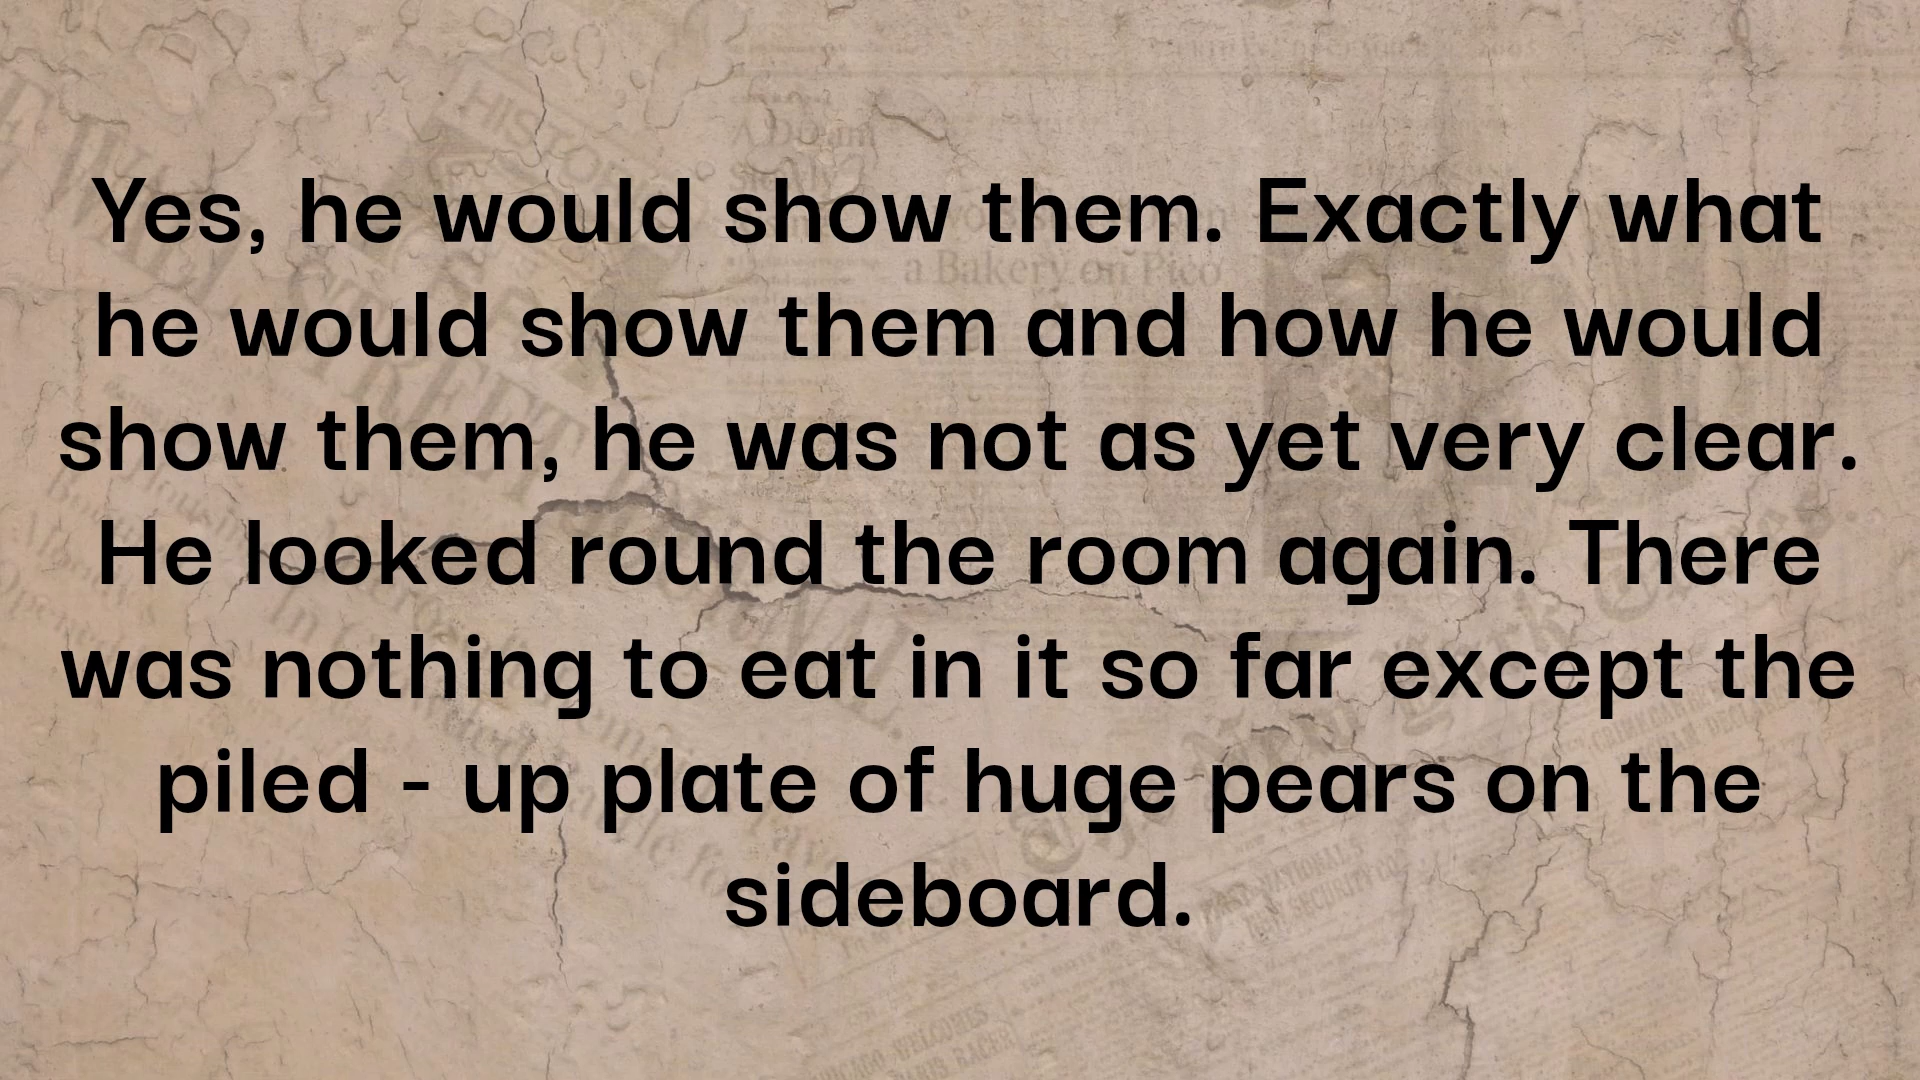 Yes, he would show them. Exactly what
he would show them and how he would
show them, he was not as yet very clear.
He looked round the room again. There
was nothing to eat in it so far except the
piled - up plate of huge pears on the
sideboard.